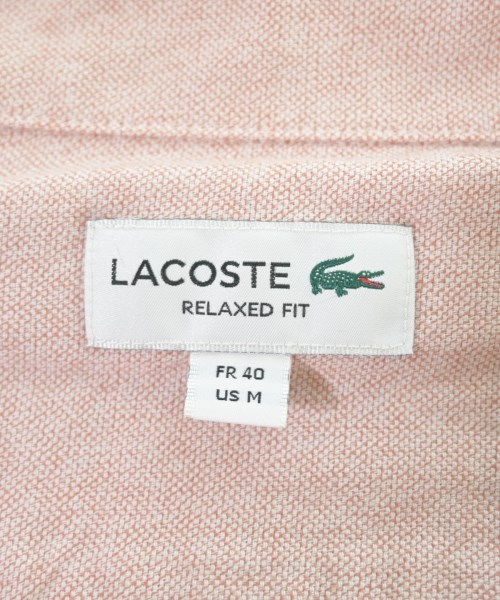 LACOSTE
RELAXED FIT
FR 40
US M